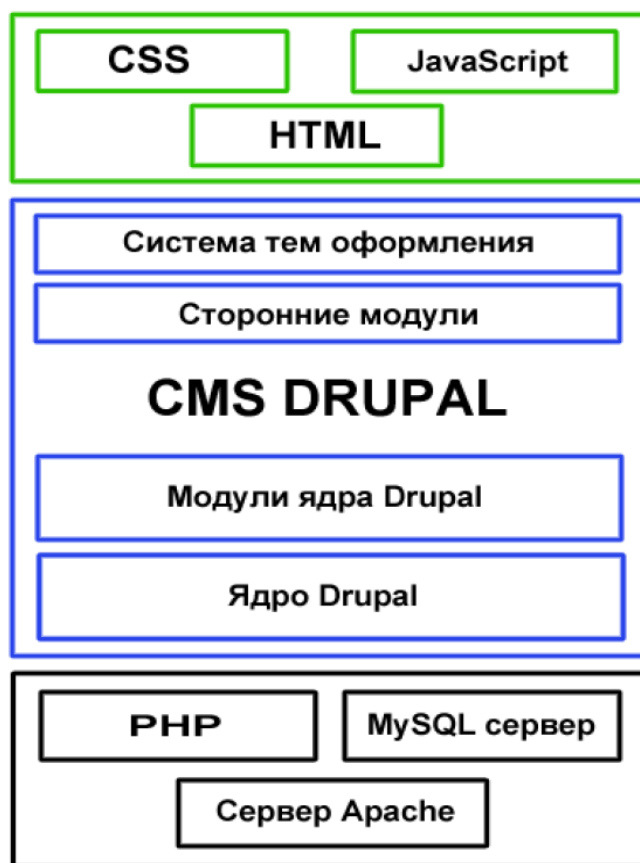 CSS
JavaScript
HTML
Система тем оформления
Сторонние модули
CMS DRUPAL
Модули ядра Drupal
Ядро Drupal
PHP
MySQL сервер
Сервер Apache